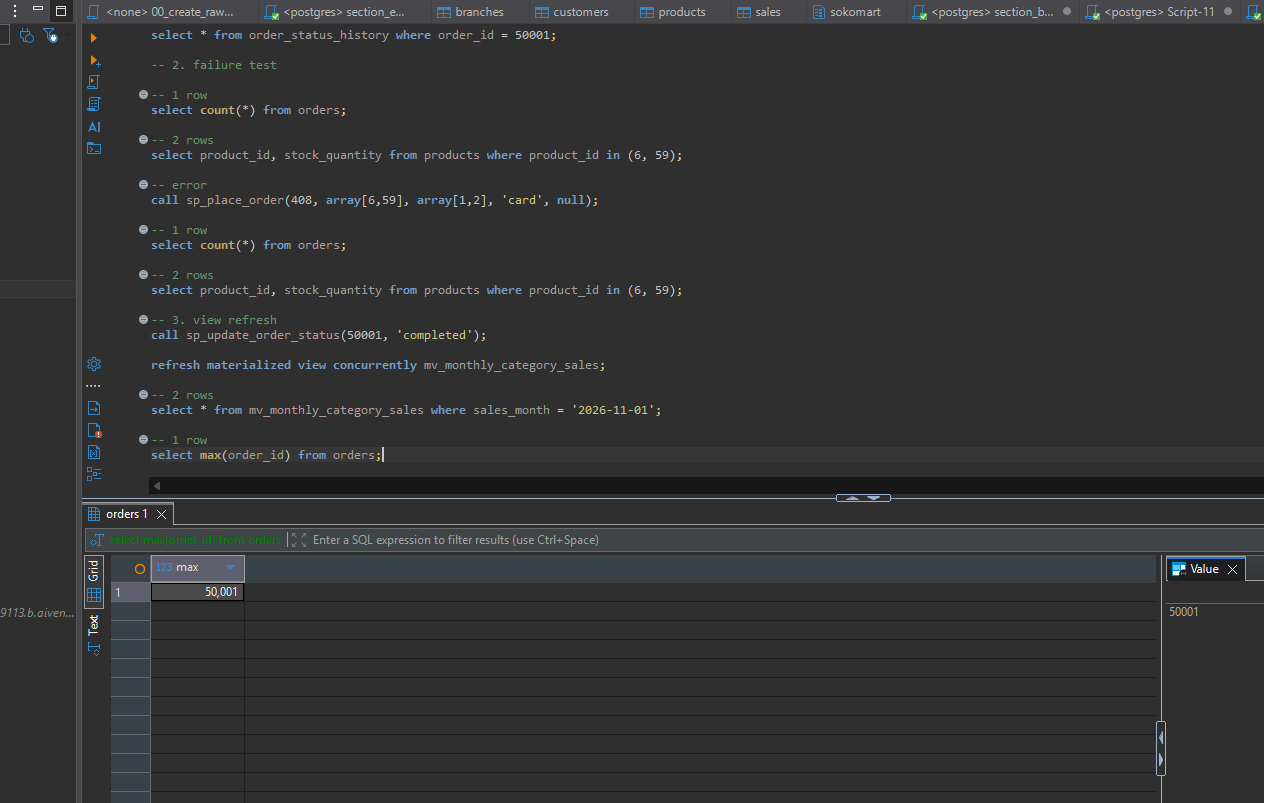 <none> 00_create_raw...
<postgres> section_e...
branches
customers
products
sales
sokomart
<postgres> section_b...
<postgres> Script-11
select * from order_status_history where order_id = 50001;
-- 2. failure test
-- 1 row
select count(*) from orders;
-- 2 rows
select product_id, stock_quantity from products where product_id in (6, 59);
-- error
call sp_place_order(408, array[6,59], array[1,2], 'card', null);
-- 1 row
select count(*) from orders;
-- 2 rows
select product_id, stock_quantity from products where product_id in (6, 59);
-- 3. view refresh
call sp_update_order_status(50001, 'completed');
refresh materialized view concurrently mv_monthly_category_sales;
-- 2 rows
select * from mv_monthly_category_sales where sales_month = '2026-11-01';
-- 1 row
select max(order_id) from orders;
AI
9113.b.aiven...
orders 1
select max(order_id) from orders
Enter a SQL expression to filter results (use Ctrl+Space)
Grid
Text
123 max
1
50,001
Value
50001